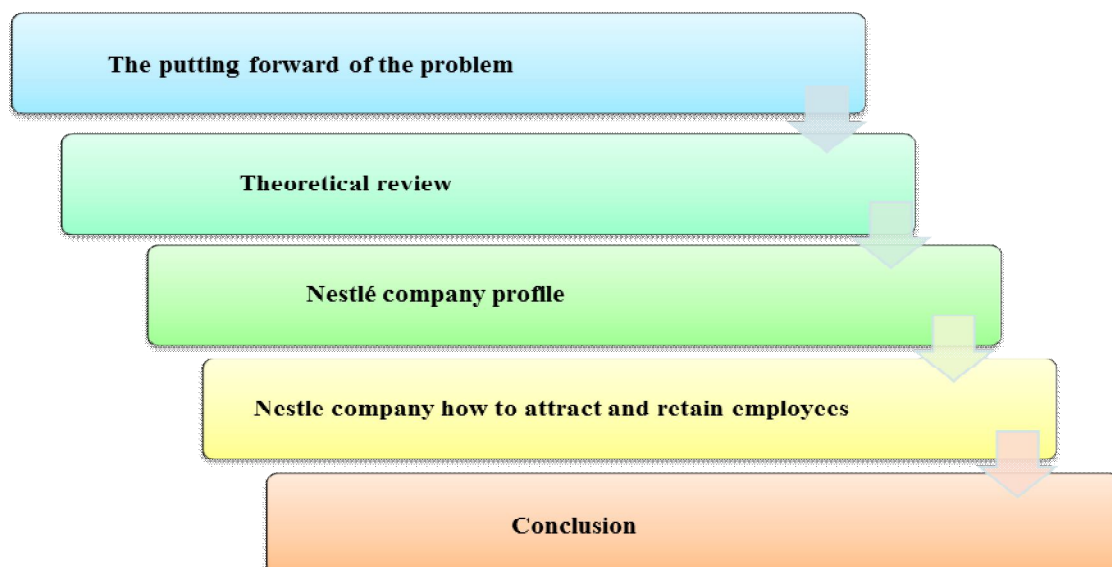 The putting forward of the problem
Theoretical review
Nestlé company profile
Nestle company how to attract and retain employees
Conclusion